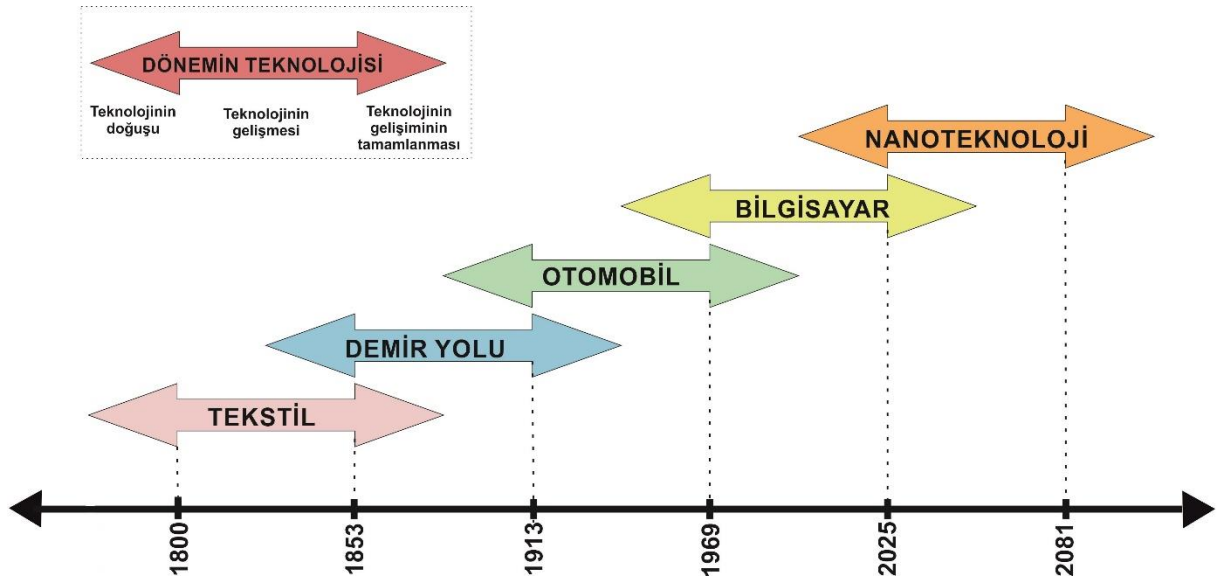 DÖNEMİN TEKNOLOJİSİ
Teknolojinin
doğuşu
Teknolojinin
gelişmesi
Teknolojinin
gelişiminin
tamamlanması
NANOTEKNOLOJİ
BİLGİSAYAR
OTOMOBİL
DEMİR YOLU
TEKSTİL
1800
1853
1913
1969
2025
2081